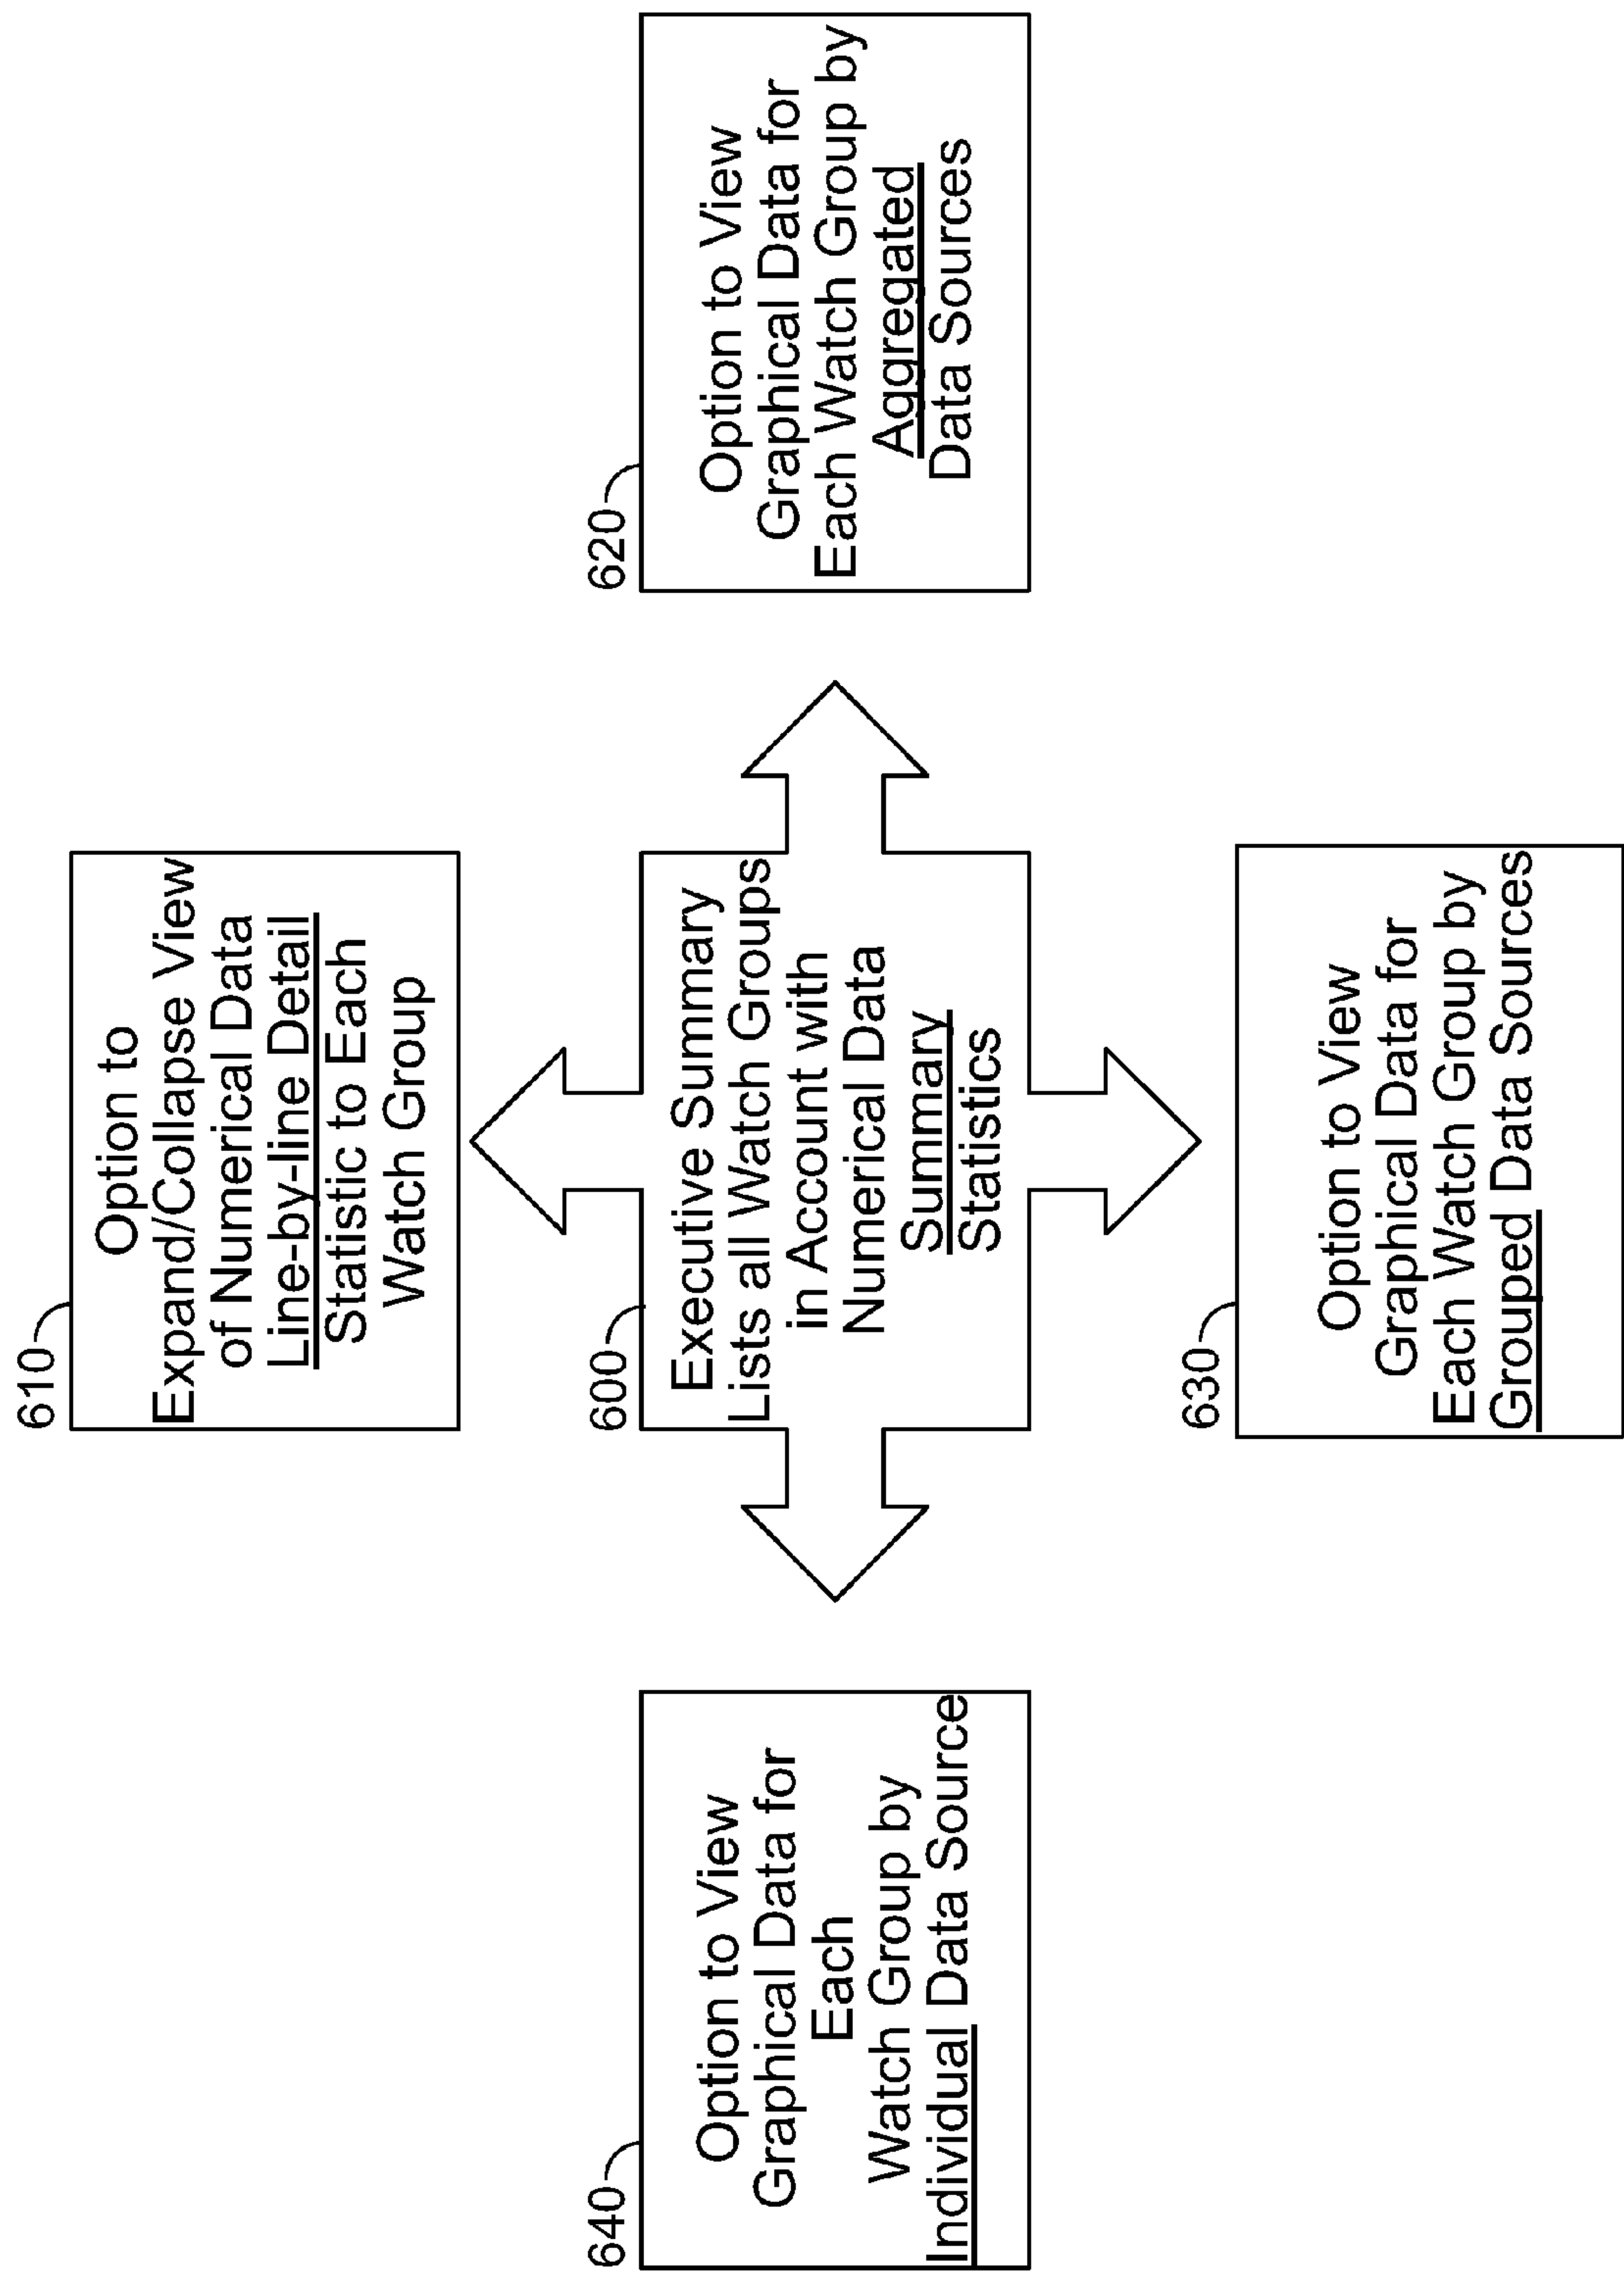 610
Option to
Expand/Collapse View
of Numerical Data
Line-by-line Detail
Statistic to Each
Watch Group
640
Option to View
Graphical Data for
Each
Watch Group by
Individual Data Source
600
Executive Summary
Lists all Watch Groups
in Account with
Numerical Data
Summary
Statistics
620
Option to View
Graphical Data for
Each Watch Group by
Aggregated
Data Sources
630
Option to View
Graphical Data for
Each Watch Group by
Grouped Data Sources